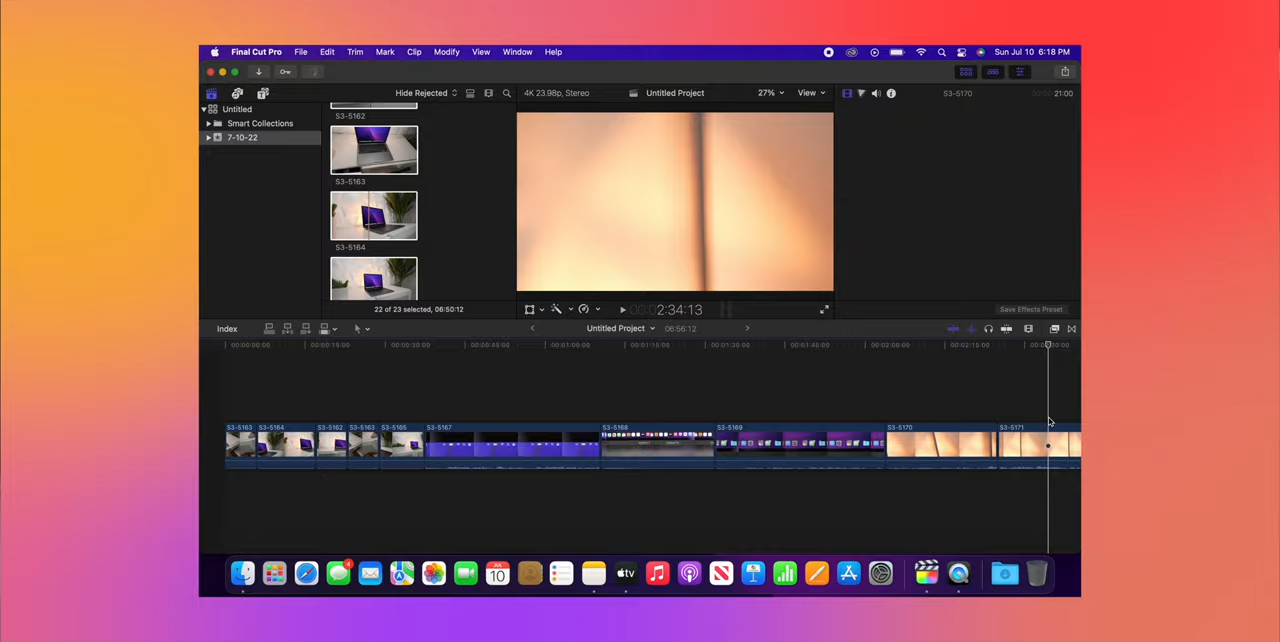 Final Cut Pro File Edit Trim Mark Clip Modify View Window Help Sun Jul 10 6:18 PM
Hide Rejected 4K 23.98p, Stereo Untitled Project 27% View S3-5170 21:00
Untitled
Smart Collections
7-10-22
S3-5162
S3-5163
S3-5164
22 of 23 selected, 06:50:12
2:34:13
Save Effects Preset
Index Untitled Project 06:56:12
00:00:00:00 00:00:15:00 00:00:30:00 00:00:45:00 00:01:00:00 00:01:15:00 00:01:30:00 00:01:45:00 00:02:00:00 00:02:15:00
S3-5163 S3-5164 S3-5162 S3-5163 S3-5165 S3-5167 S3-5168 S3-5169 S3-5170 S3-5171
4
JUL
10
tv